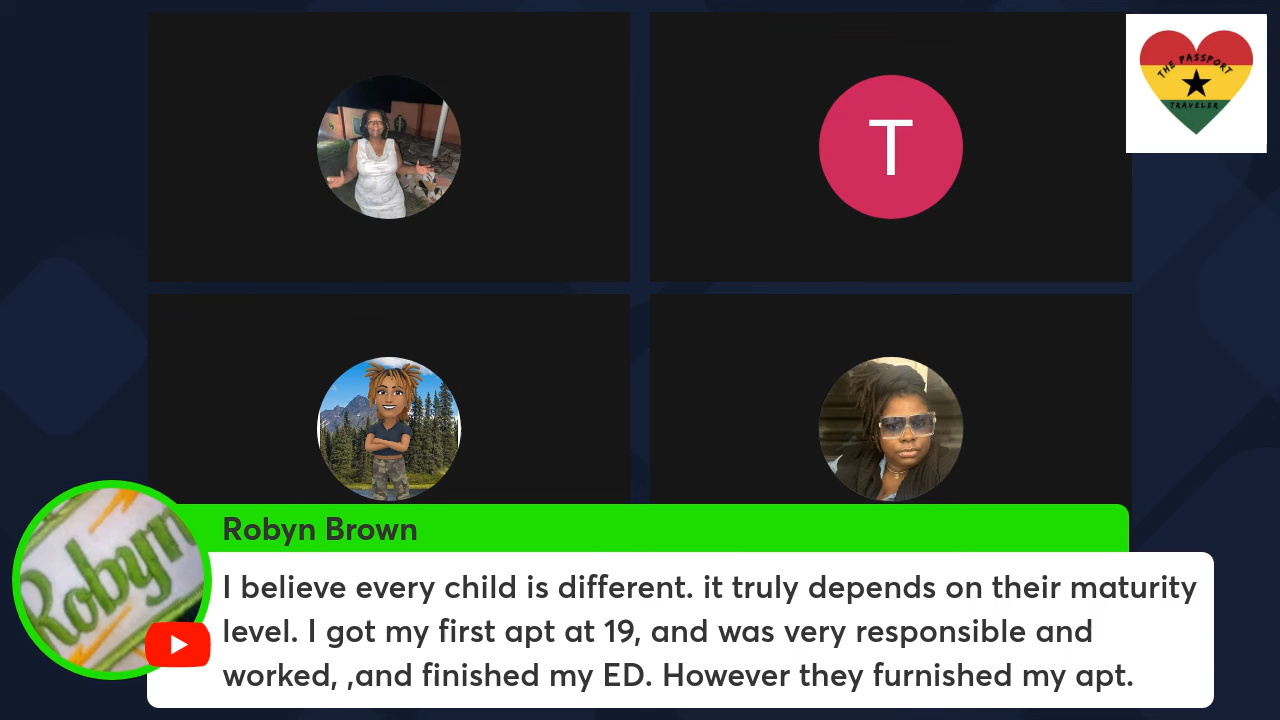 T
THE PASSPORT
TRAVELER
Robyn
Robyn Brown
I believe every child is different. it truly depends on their maturity
level. I got my first apt at 19, and was very responsible and
worked, ,and finished my ED. However they furnished my apt.